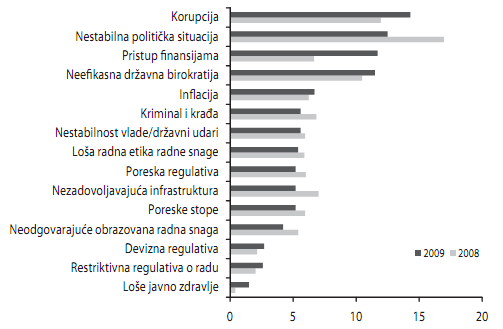 Korupcija
Nestabilna politička situacija
Pristup finansijama
Neefikasna državna birokratija
Inflacija
Kriminal i krađa
Nestabilnost vlade/državni udari
Loša radna etika radne snage
Poreska regulativa
Nezadovoljavajuća infrastruktura
Poreske stope
Neodgovarajuće obrazovana radna snaga
Devizna regulativa
Restriktivna regulativa o radu
Loše javno zdravlje
2009 2008
0 5 10 15 20